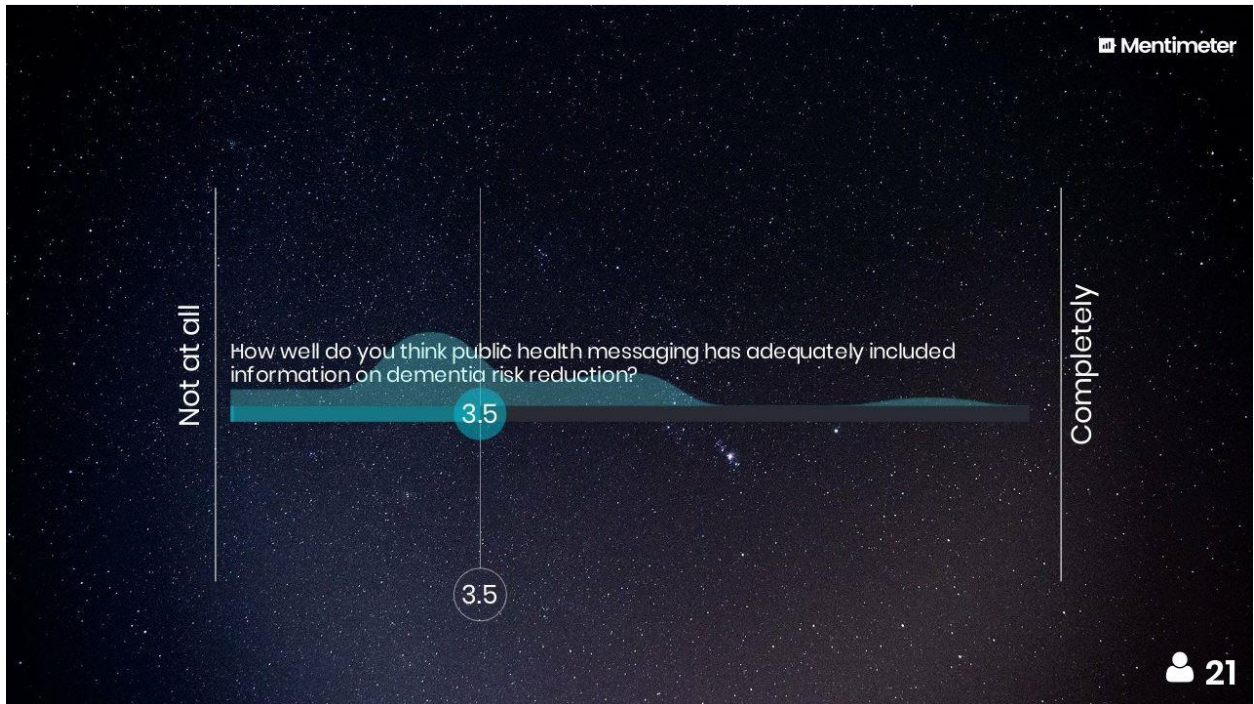 Mentimeter
Not at all
How well do you think public health messaging has adequately included
information on dementia risk reduction?
3.5
Completely
3.5
21